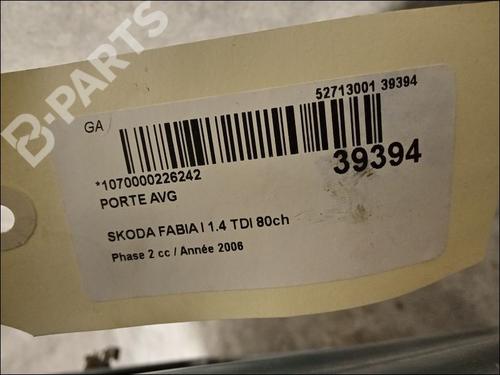 B-PARTS
52713001 39394
GA /
39394
*1070000226242
PORTE AVG
SKODA FABIA I 1.4 TDI 80ch
Phase 2 cc / Année 2006